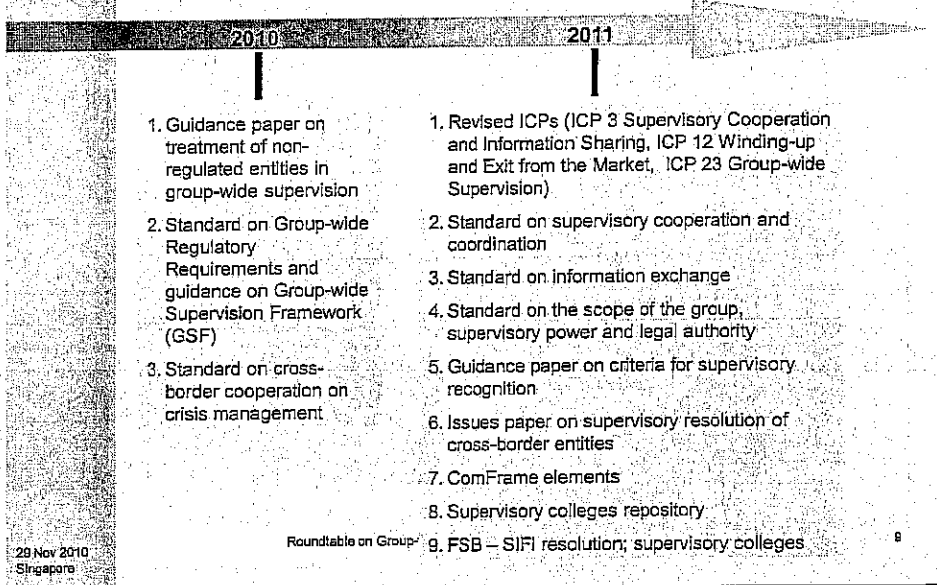 2010
2011
1. Guidance paper on
treatment of non-
regulated entities in
group-wide supervision
2. Standard on Group-wide
Regulatory
Requirements and
guidance on Group-wide
Supervision Framework
(GSF)
3. Standard on cross-
border cooperation on
crisis management
1. Revised ICPs (ICP 3 Supervisory Cooperation
and Information Sharing, ICP 12 Winding-up
and Exit from the Market, ICP 23 Group-wide
Supervision)
2. Standard on supervisory cooperation and
coordination
3. Standard on information exchange
4. Standard on the scope of the group,
supervisory power and legal authority
5. Guidance paper on criteria for supervisory
recognition
6. Issues paper on supervisory resolution of
cross-border entities
7. ComFrame elements
8. Supervisory colleges repository
9. FSB – SIFI resolution; supervisory colleges
29 Nov 2010
Singapore
Roundtable on Group-
9